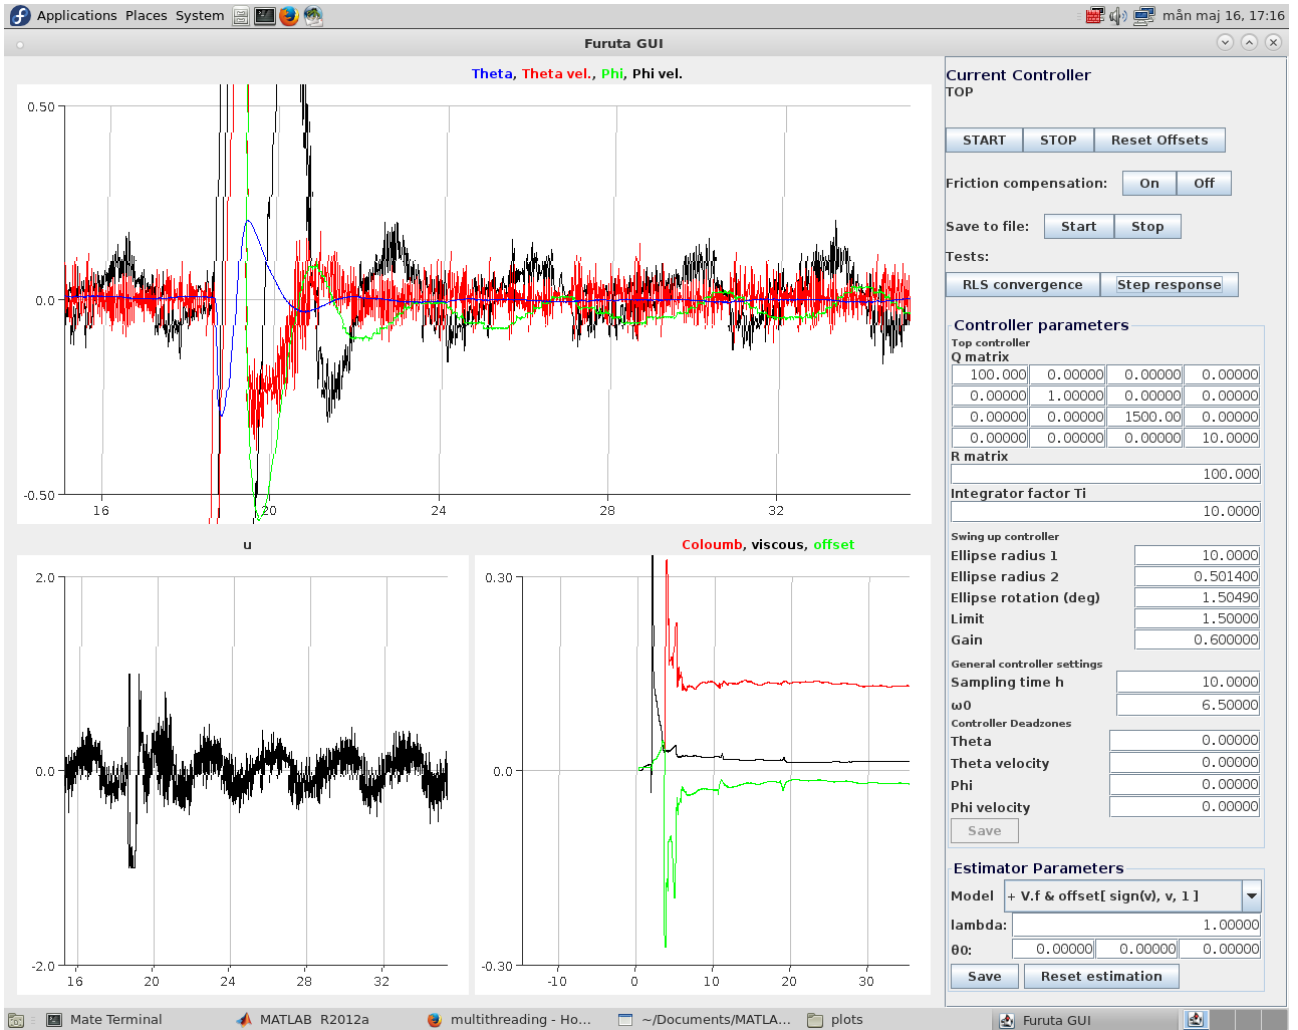 Applications Places System mån maj 16, 17:16
Furuta GUI
Theta, Theta vel., Phi, Phi vel.
0.50
0.0
-0.50
16 20 24 28 32
u
2.0
0.0
-2.0
16 20 24 28 32
Coloumb, viscous, offset
0.30
0.0
-0.30
-10 0 10 20 30
Current Controller
TOP
START STOP Reset Offsets
Friction compensation: On Off
Save to file: Start Stop
Tests:
RLS convergence Step response
Controller parameters
Top controller
Q matrix
100.000 0.00000 0.00000 0.00000
0.00000 1.00000 0.00000 0.00000
0.00000 0.00000 1500.00 0.00000
0.00000 0.00000 0.00000 10.0000
R matrix
100.000
Integrator factor Ti
10.0000
Swing up controller
Ellipse radius 1 10.0000
Ellipse radius 2 0.501400
Ellipse rotation (deg) 1.50490
Limit 1.50000
Gain 0.600000
General controller settings
Sampling time h 10.0000
ω0 6.50000
Controller Deadzones
Theta 0.00000
Theta velocity 0.00000
Phi 0.00000
Phi velocity 0.00000
Save
Estimator Parameters
Model + V.f & offset[ sign(v), v, 1 ]
lambda: 1.00000
θ0: 0.00000 0.00000 0.00000
Save Reset estimation
Mate Terminal MATLAB R2012a multithreading - Ho... ~/Documents/MATLA... plots Furuta GUI